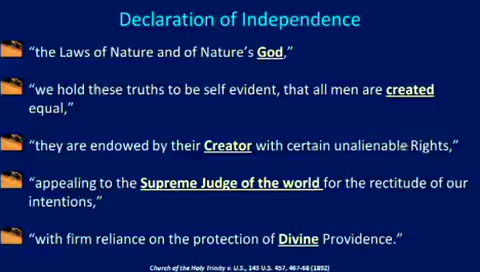 Declaration of Independence
“the Laws of Nature and of Nature’s God,”
“we hold these truths to be self evident, that all men are created
equal,”
“they are endowed by their Creator with certain unalienable Rights,”
“appealing to the Supreme Judge of the world for the rectitude of our
intentions,”
“with firm reliance on the protection of Divine Providence.”
Church of the Holy Trinity v. U.S., 143 U.S. 457, 467-68 (1892)